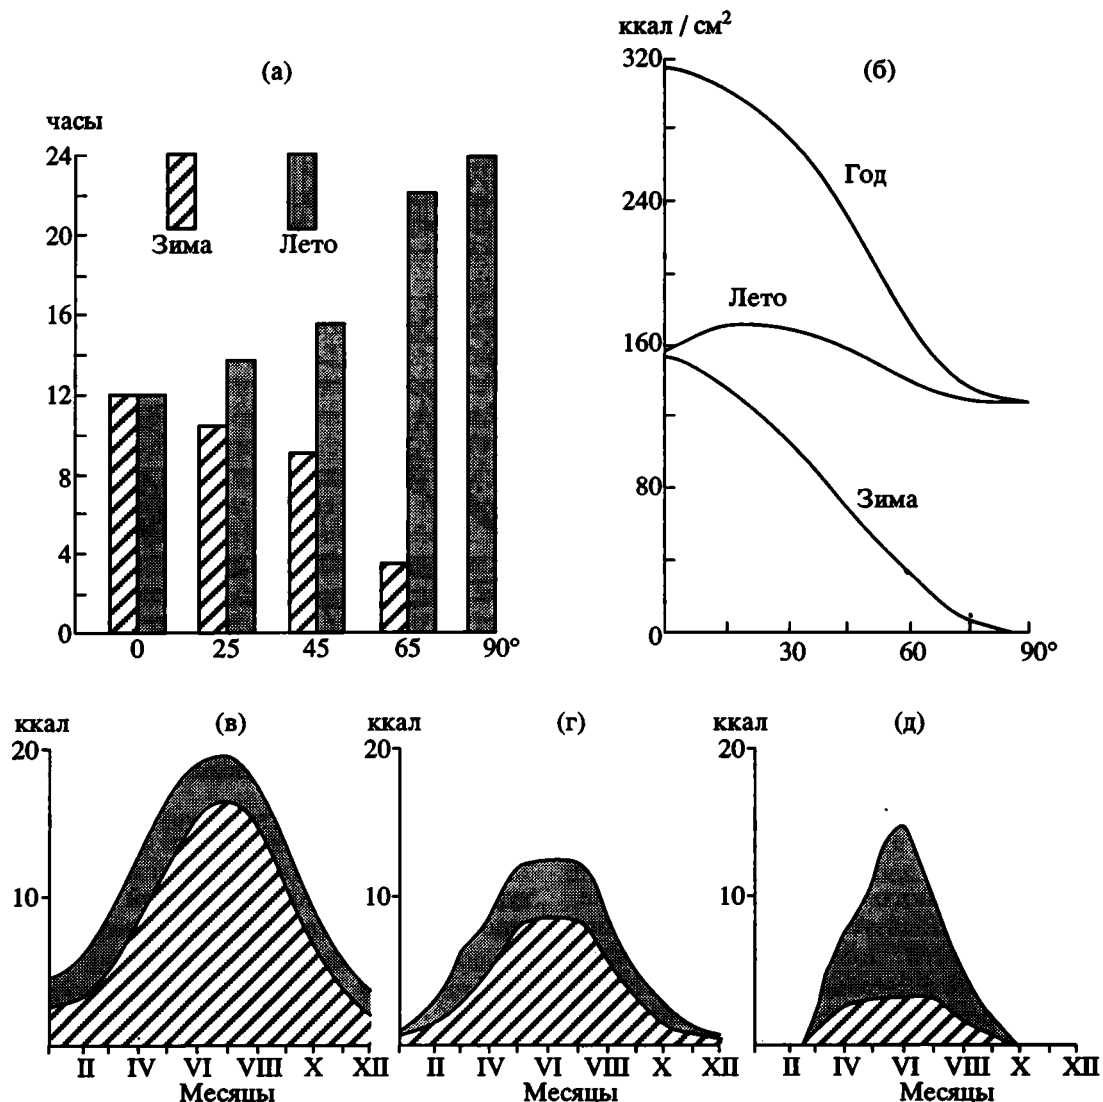 (а)
часы
24
20
16
12
8
4
0
Зима
Лето
0 25 45 65 90°
ккал / см²
(б)
320
240
160
80
0
Год
Лето
Зима
30 60 90°
ккал
(в)
20
10
II IV VI VIII X XII
Месяцы
ккал
(г)
20
10
II IV VI VIII X XII
Месяцы
ккал
(д)
20
10
II IV VI VIII X XII
Месяцы